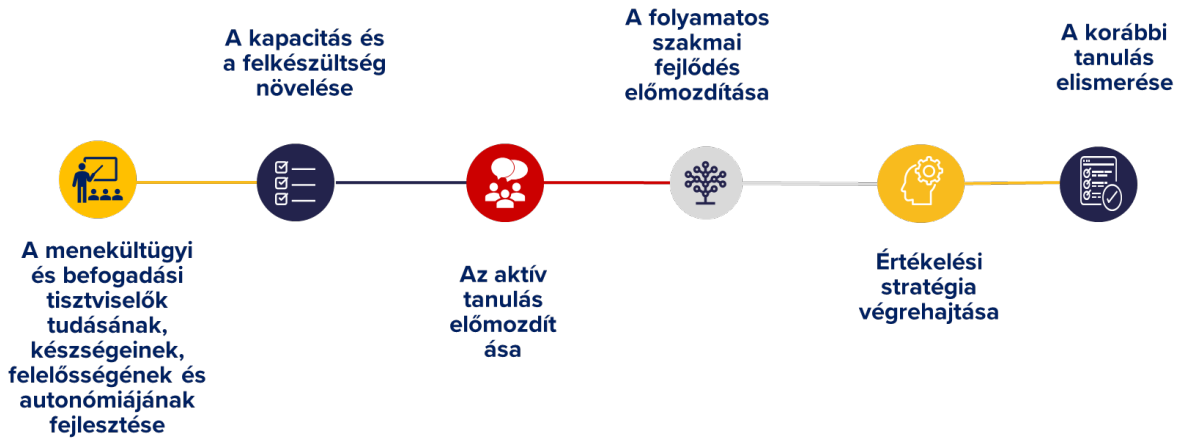 A menekültügyi
és befogadási
tisztviselők
tudásának,
készségeinek,
felelősségének és
autonómiájának
fejlesztése
A kapacitás és
a felkészültség
növelése
Az aktív
tanulás
előmozdít
ása
A folyamatos
szakmai
fejlődés
előmozdítása
Értékelési
stratégia
végrehajtása
A korábbi
tanulás
elismerése